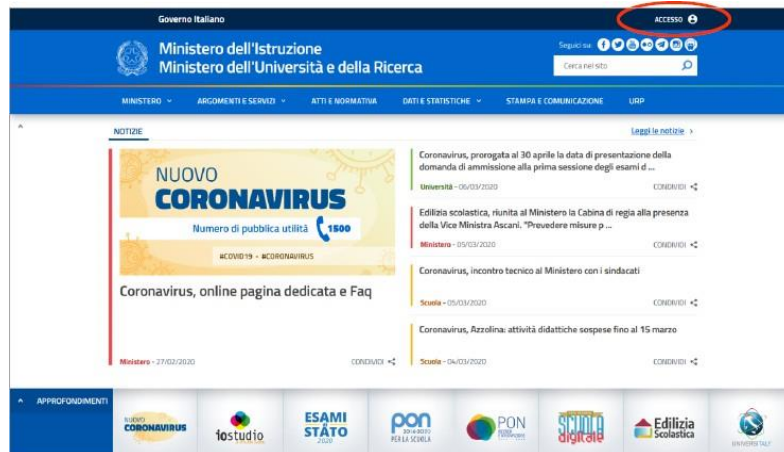 Governo Italiano
ACCESSO
Ministero dell'Istruzione
Ministero dell'Università e della Ricerca
Seguici su:
Cerca nel sito
MINISTERO
ARGOMENTI E SERVIZI
ATTI E NORMATIVA
DATI E STATISTICHE
STAMPA E COMUNICAZIONE
URP
NOTIZIE
Leggi le notizie
NUOVO
CORONAVIRUS
Numero di pubblica utilità 1500
#COVID19 - #CORONAVIRUS
Coronavirus, online pagina dedicata e Faq
Ministero - 27/02/2020
CONDIVIDI
Coronavirus, prorogata al 30 aprile la data di presentazione della
domanda di ammissione alla prima sessione degli esami d ...
Università - 06/03/2020
CONDIVIDI
Edilizia scolastica, riunita al Ministero la Cabina di regia alla presenza
della Vice Ministra Ascani. "Prevedere misure p ...
Ministero - 05/03/2020
CONDIVIDI
Coronavirus, incontro tecnico al Ministero con i sindacati
Scuola - 05/03/2020
CONDIVIDI
Coronavirus, Azzolina: attività didattiche sospese fino al 15 marzo
Scuola - 04/03/2020
CONDIVIDI
APPROFONDIMENTI
NUOVO
CORONAVIRUS
iostudio
ESAMI
di
STATO
2020
pon
PER LA SCUOLA
PON
SCUOLA
digitale
Edilizia
Scolastica
UNIVERSITALY